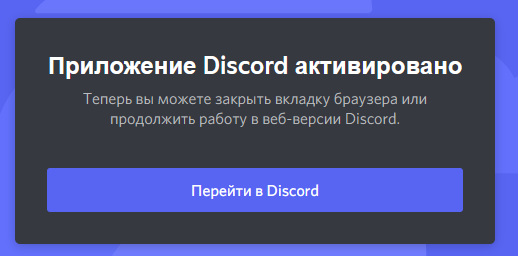 Приложение Discord активировано
Теперь вы можете закрыть вкладку браузера или
продолжить работу в веб-версии Discord.
Перейти в Discord